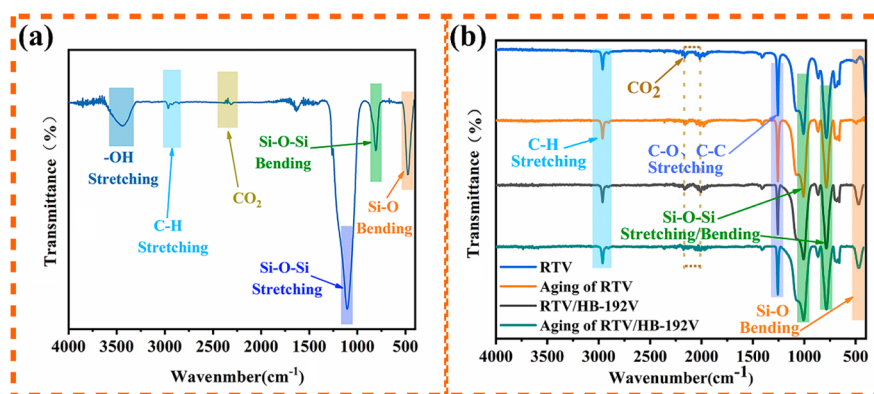 (a)
Transmittance (%)
-OH
Stretching
C-H
Stretching
CO2
Si-O-Si
Bending
Si-O
Bending
Si-O-Si
Stretching
4000 3500 3000 2500 2000 1500 1000 500
Wavenmber(cm-1)
(b)
Transmittance (%)
CO2
C-H
Stretching
C-O、C-C
Stretching
Si-O-Si
Stretching/Bending
RTV
Aging of RTV
RTV/HB-192V
Aging of RTV/HB-192V
Si-O
Bending
4000 3500 3000 2500 2000 1500 1000 500
Wavenumber(cm-1)